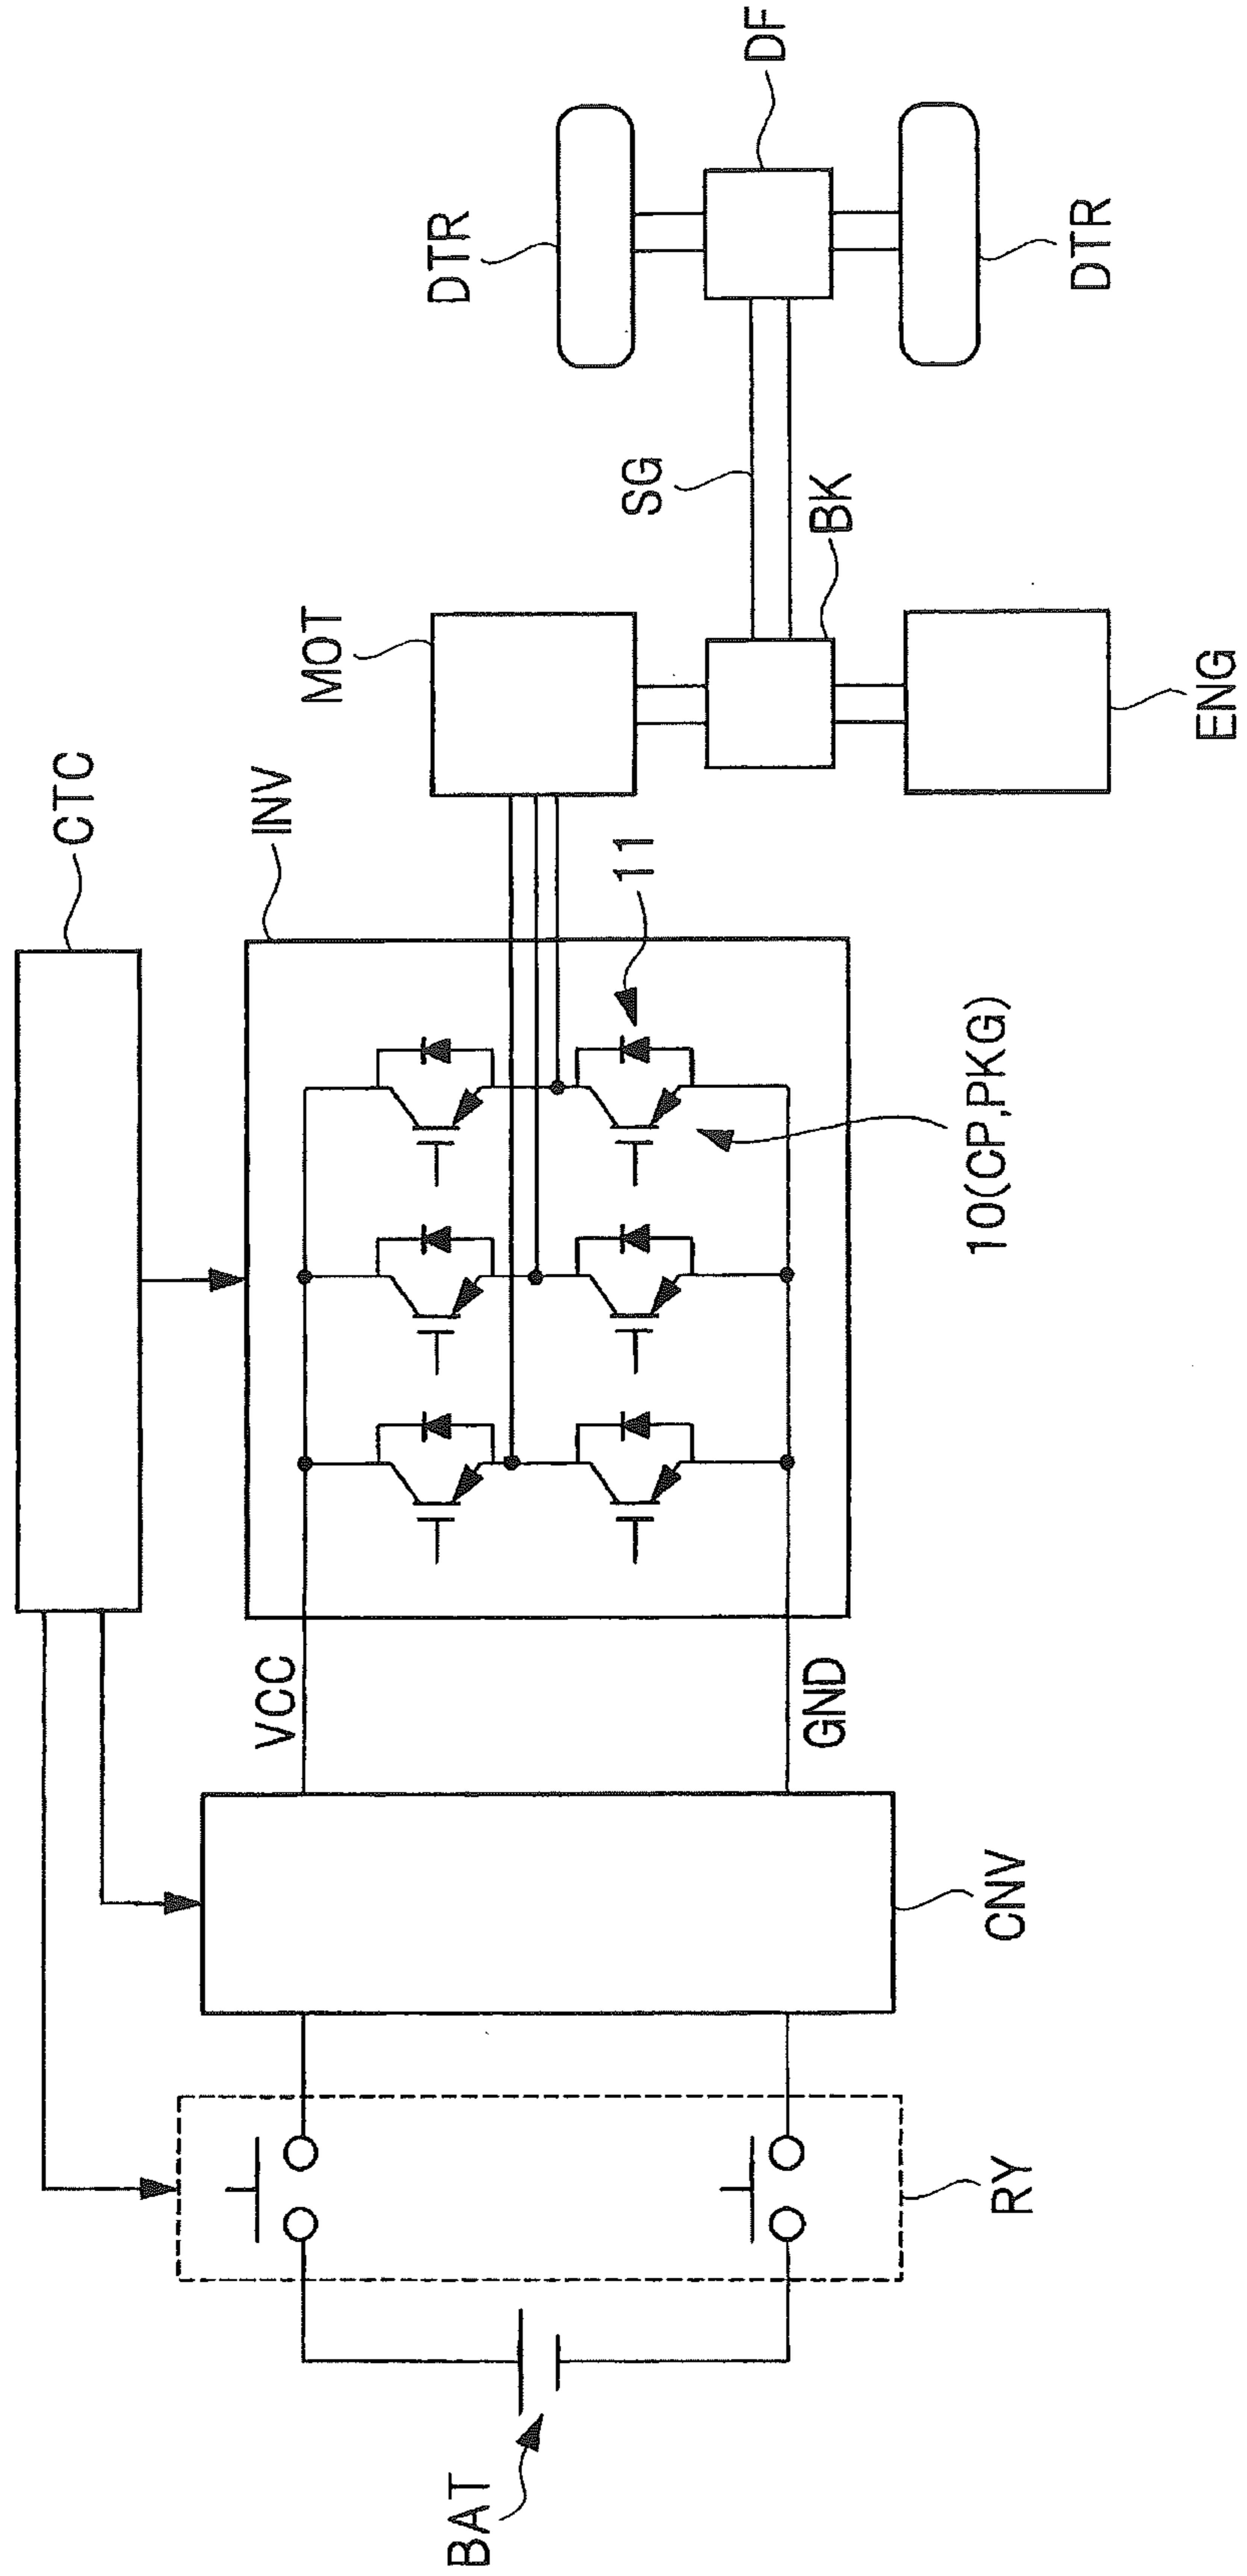 CTC
INV
MOT
DTR
DF
SG
BK
DTR
ENG
11
10(CP,PKG)
VCC
GND
CNV
RY
BAT